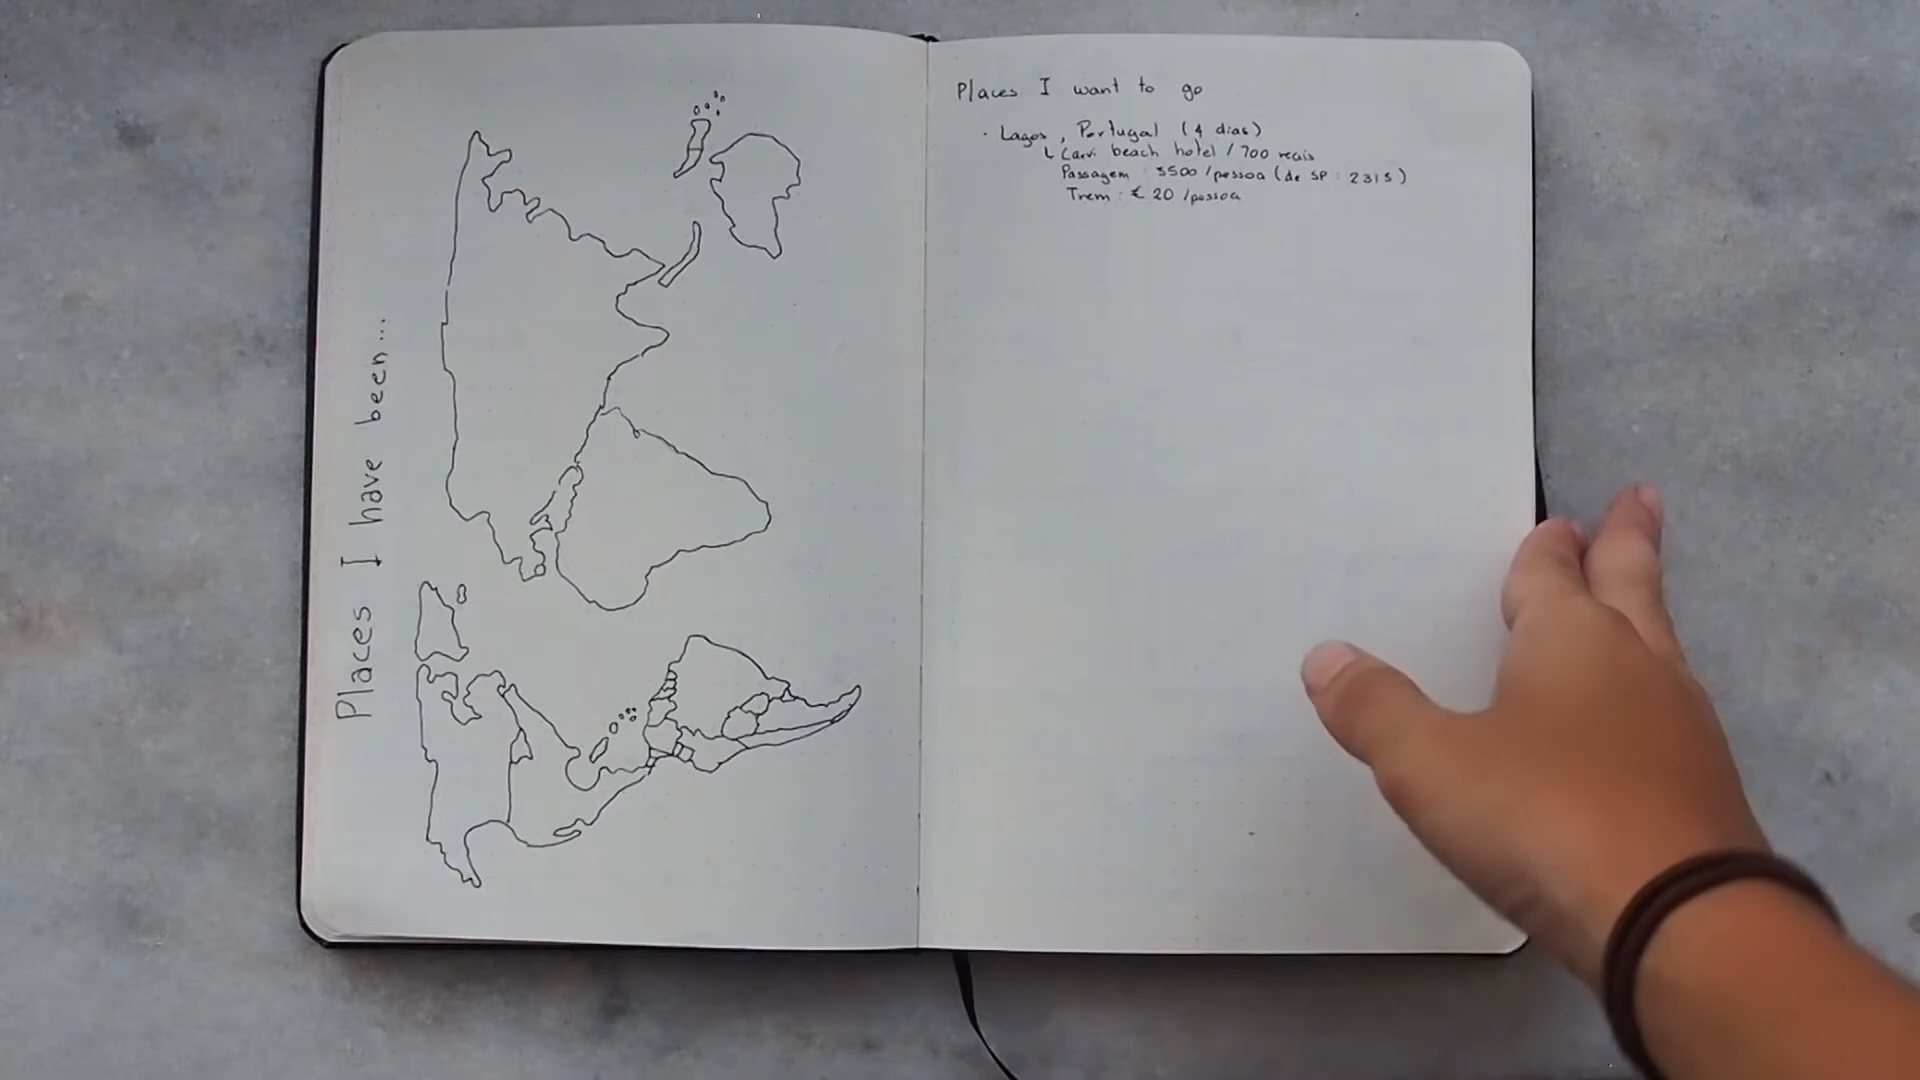 Places I have been...
Places I want to go
· Lagos, Portugal (4 dias)
Carvi beach hotel / 700 reais
Passagem: 3500 /pessoa (de SP: 2315)
Trem: € 20 /pessoa